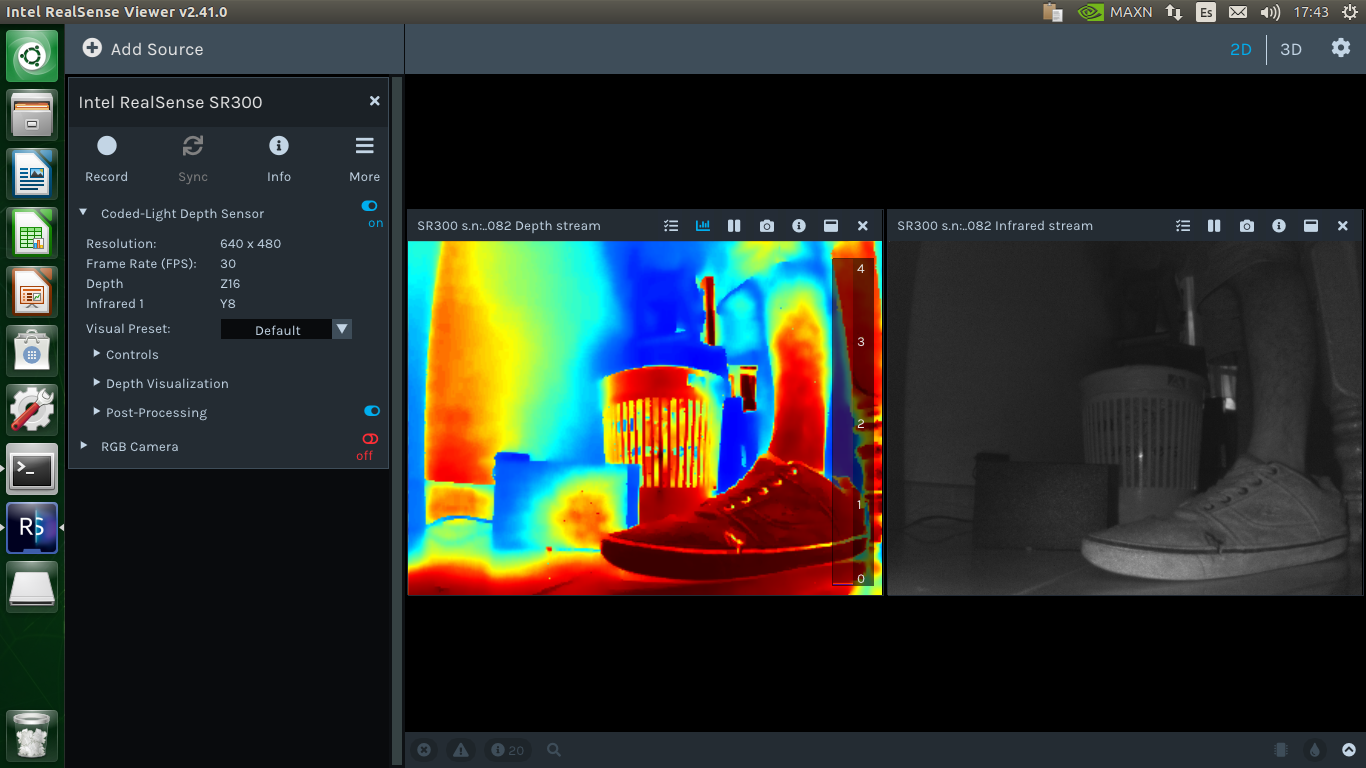 Intel RealSense Viewer v2.41.0
MAXN
Es
17:43
Add Source
2D
3D
Intel RealSense SR300
Record
Sync
Info
More
Coded-Light Depth Sensor
on
Resolution: 640 x 480
Frame Rate (FPS): 30
Depth Z16
Infrared 1 Y8
Visual Preset: Default
Controls
Depth Visualization
Post-Processing
RGB Camera
off
SR300 s.n:..082 Depth stream
4
3
2
1
0
SR300 s.n:..082 Infrared stream
RS
20